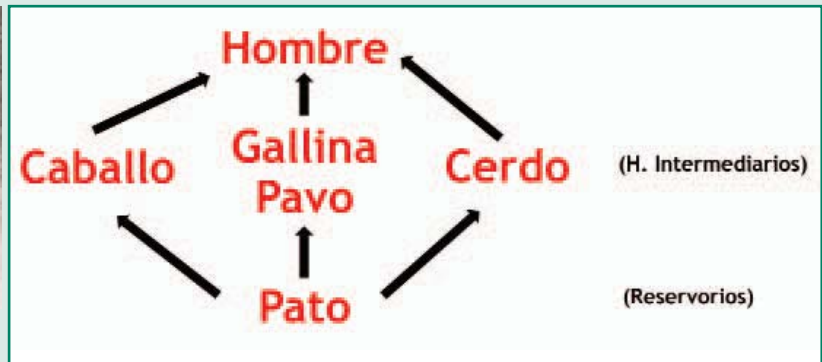 Hombre
Caballo
Gallina
Pavo
Cerdo
(H. Intermediarios)
Pato
(Reservorios)